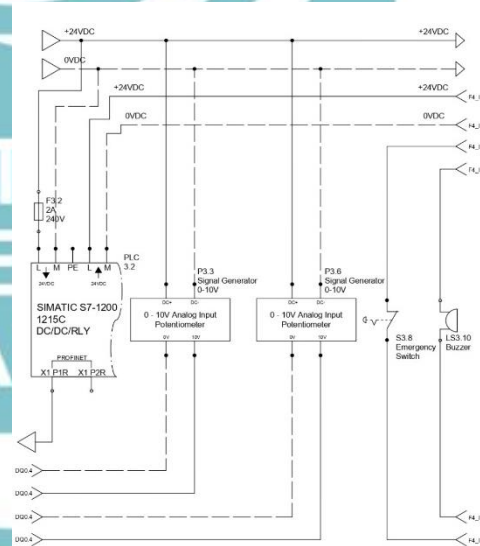 +24VDC
+24VDC
0VDC
+24VDC
+24VDC
0VDC
0VDC
F3.2
2A
240V
L M PE L M
24VDC
24VDC
PLC
3.2
SIMATIC S7-1200
1215C
DC/DC/RLY
PROFINET
X1 P1R X1 P2R
P3.3
Signal Generator
0-10V
DC+ DC-
0 - 10V Analog Input
Potentiometer
0V 10V
P3.6
Signal Generator
0-10V
DC+ DC-
0 - 10V Analog Input
Potentiometer
0V 10V
S3.8
Emergency
Switch
LS3.10
Buzzer
DQ0.4
DQ0.4
DQ0.4
DQ0.4